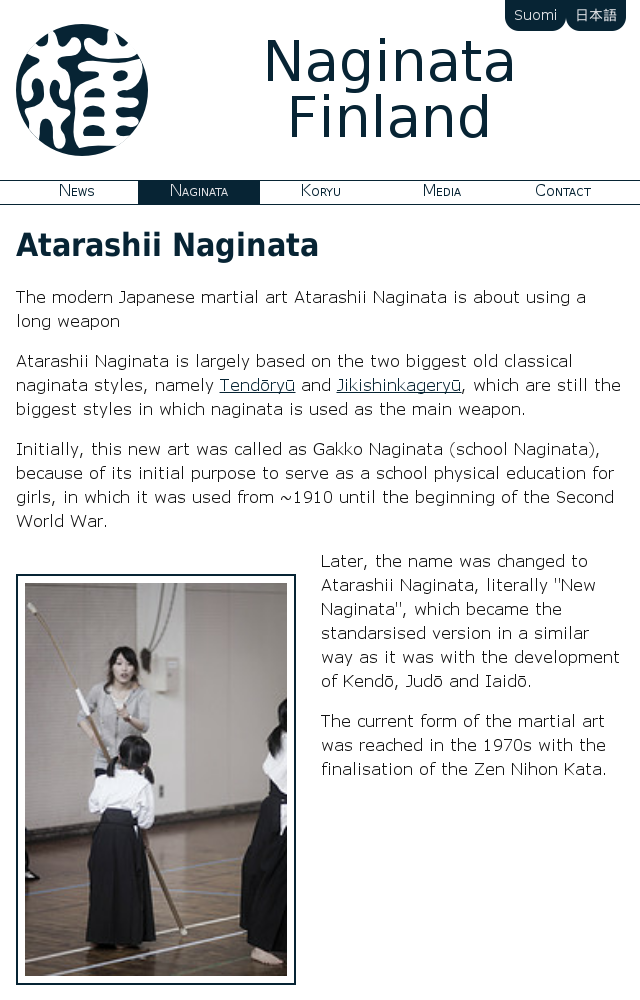 Suomi 日本語
Naginata
Finland
News Naginata Koryu Media Contact
Atarashii Naginata
The modern Japanese martial art Atarashii Naginata is about using a
long weapon
Atarashii Naginata is largely based on the two biggest old classical
naginata styles, namely Tendōryū and Jikishinkageryū, which are still the
biggest styles in which naginata is used as the main weapon.
Initially, this new art was called as Gakko Naginata (school Naginata),
because of its initial purpose to serve as a school physical education for
girls, in which it was used from ~1910 until the beginning of the Second
World War.
Later, the name was changed to
Atarashii Naginata, literally "New
Naginata", which became the
standarsised version in a similar
way as it was with the development
of Kendō, Judō and Iaidō.
The current form of the martial art
was reached in the 1970s with the
finalisation of the Zen Nihon Kata.